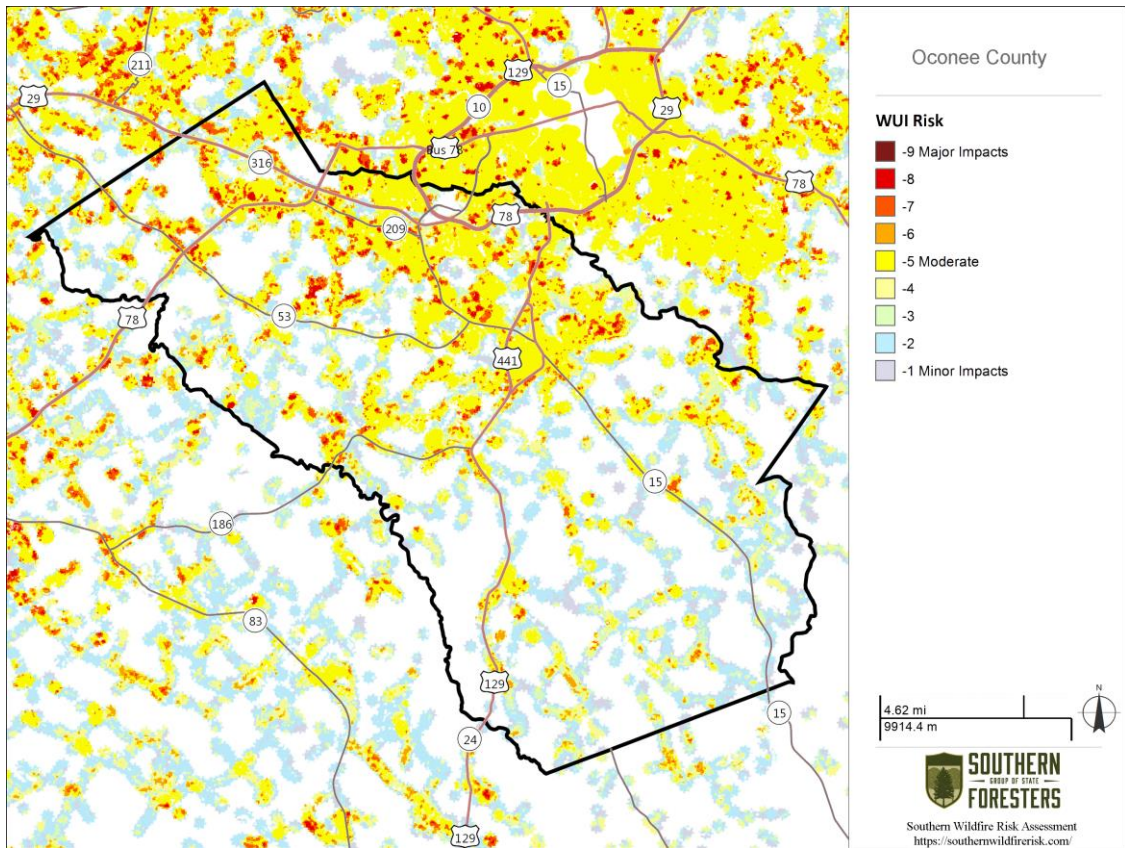 211
129
29
15
10
29
Bus 78
316
78
78
209
53
78
441
15
186
83
129
15
24
129
Oconee County
WUI Risk
-9 Major Impacts
-8
-7
-6
-5 Moderate
-4
-3
-2
-1 Minor Impacts
4.62 mi
9914.4 m
N
SOUTHERN
GROUP OF STATE
FORESTERS
Southern Wildfire Risk Assessment
https://southernwildfirerisk.com/